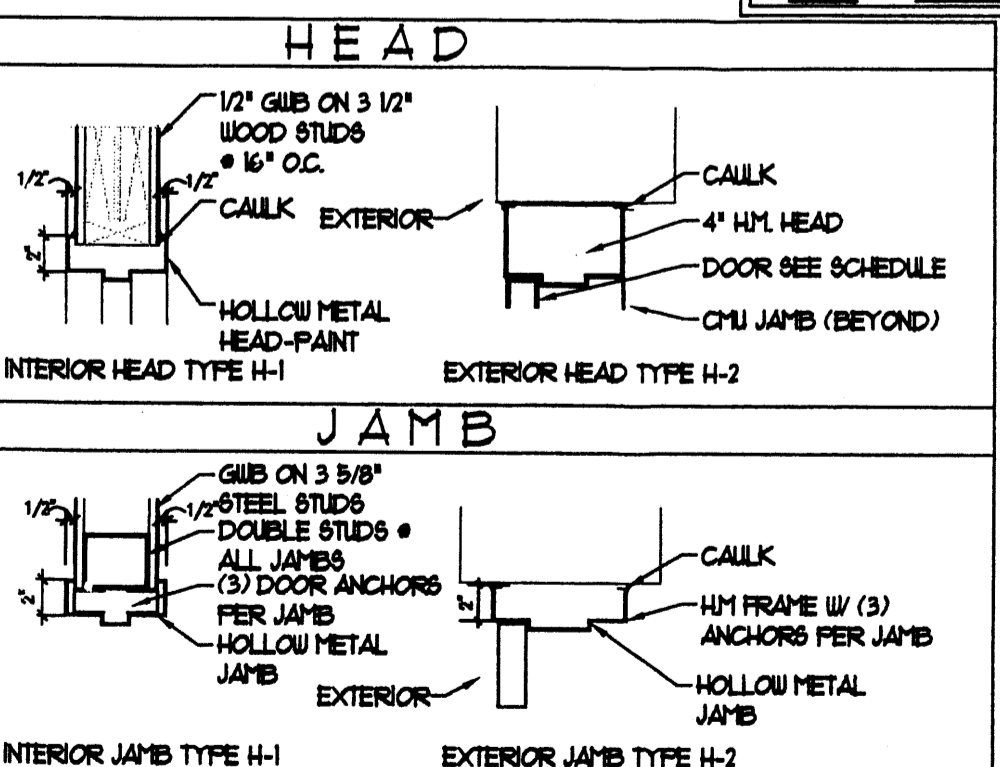 HEAD
1/2" GWB ON 3 1/2"
WOOD STUDS
@ 16" O.C.
1/2"
1/2"
CAULK
2"
HOLLOW METAL
HEAD-PAINT
INTERIOR HEAD TYPE H-1
EXTERIOR
CAULK
4" H.M. HEAD
DOOR SEE SCHEDULE
CMU JAMB (BEYOND)
EXTERIOR HEAD TYPE H-2
JAMB
GWB ON 3 5/8"
STEEL STUDS
1/2"
1/2"
DOUBLE STUDS @
ALL JAMBS
(3) DOOR ANCHORS
PER JAMB
2"
HOLLOW METAL
JAMB
INTERIOR JAMB TYPE H-1
CAULK
2"
HM FRAME W/ (3)
ANCHORS PER JAMB
HOLLOW METAL
JAMB
EXTERIOR
EXTERIOR JAMB TYPE H-2